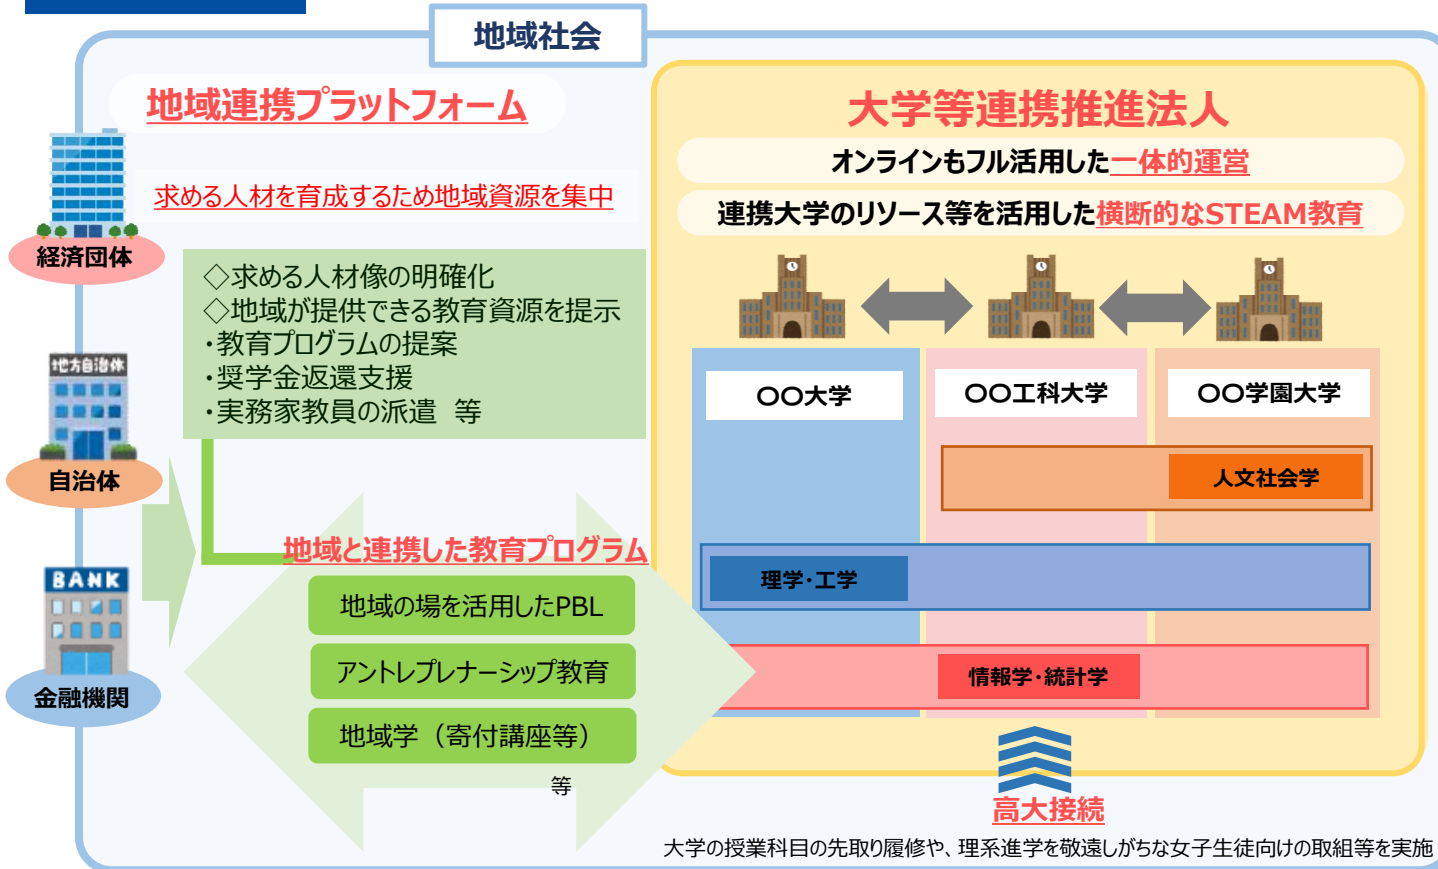 地域社会
地域連携プラットフォーム
求める人材を育成するため地域資源を集中
経済団体
地方自治体
自治体
BANK
金融機関
◇求める人材像の明確化
◇地域が提供できる教育資源を提示
・教育プログラムの提案
・奨学金返還支援
・実務家教員の派遣 等
地域と連携した教育プログラム
地域の場を活用したPBL
アントレプレナーシップ教育
地域学（寄付講座等）
等
大学等連携推進法人
オンラインもフル活用した一体的運営
連携大学のリソース等を活用した横断的なSTEAM教育
〇〇大学
〇〇工科大学
〇〇学園大学
人文社会学
理学・工学
情報学・統計学
高大接続
大学の授業科目の先取り履修や、理系進学を敬遠しがちな女子生徒向けの取組等を実施